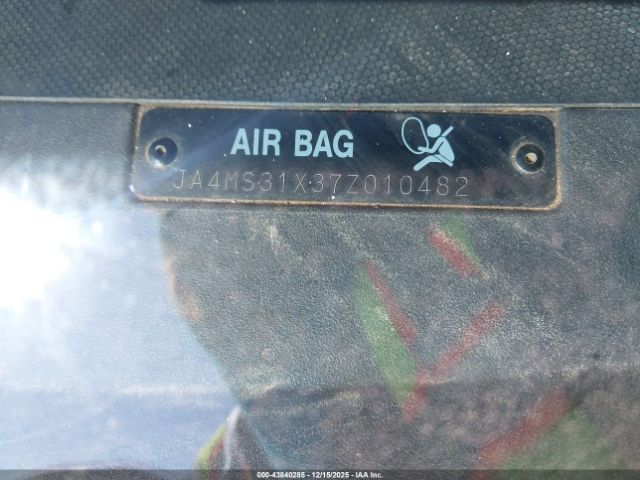 AIR BAG
JA4MS31X37Z010482
000-43840285 - 12/15/2025 - IAA Inc.